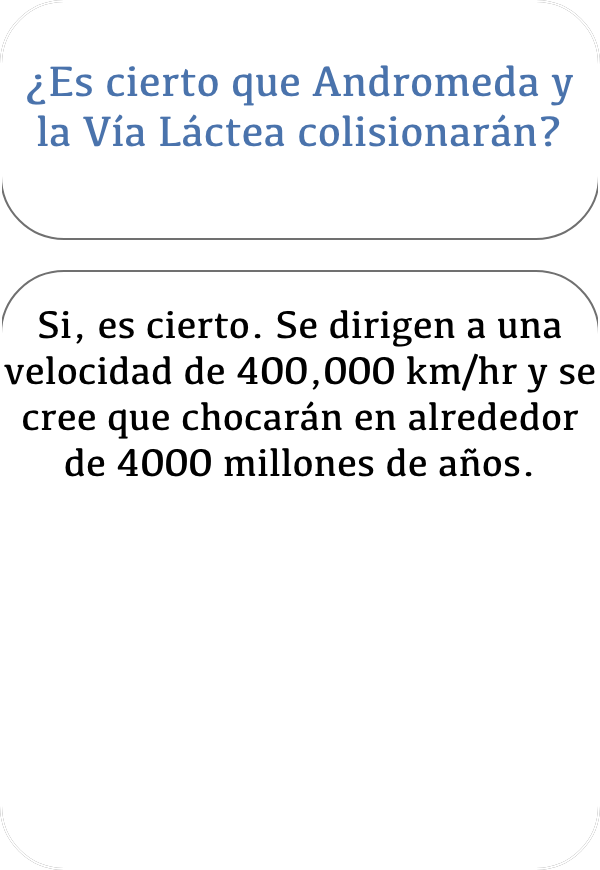 ¿Es cierto que Andromeda y
la Vía Láctea colisionarán?
Si, es cierto. Se dirigen a una
velocidad de 400,000 km/hr y se
cree que chocarán en alrededor
de 4000 millones de años.